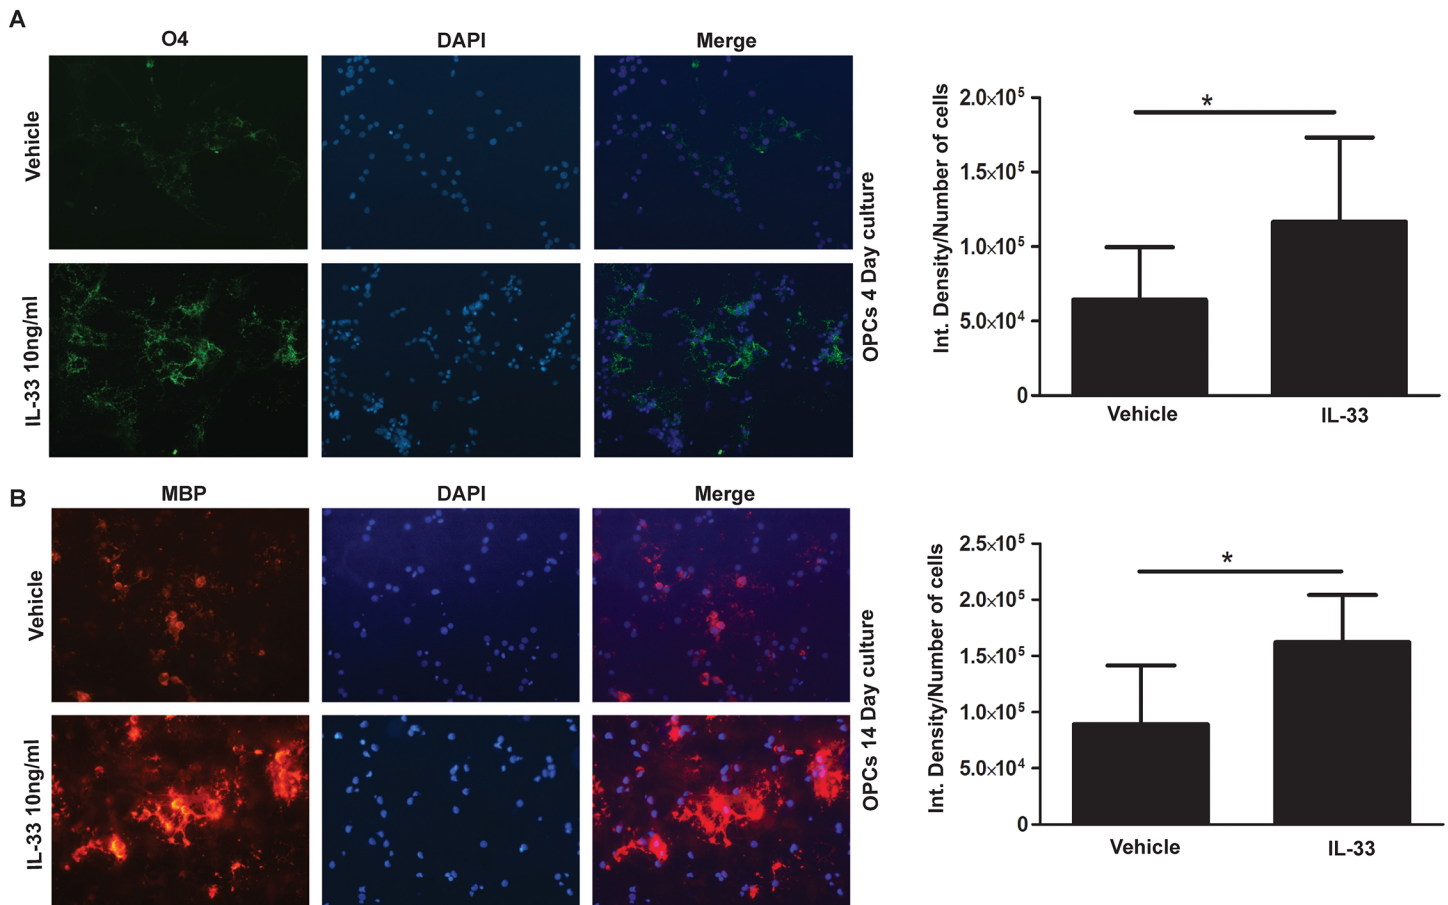 A
O4
DAPI
Merge
Vehicle
IL-33 10ng/ml
OPCs 4 Day culture
Int. Density/Number of cells
2.0×10⁵
1.5×10⁵
1.0×10⁵
5.0×10⁴
0
*
Vehicle
IL-33
B
MBP
DAPI
Merge
Vehicle
IL-33 10ng/ml
OPCs 14 Day culture
Int. Density/Number of cells
2.5×10⁵
2.0×10⁵
1.5×10⁵
1.0×10⁵
5.0×10⁴
0
*
Vehicle
IL-33